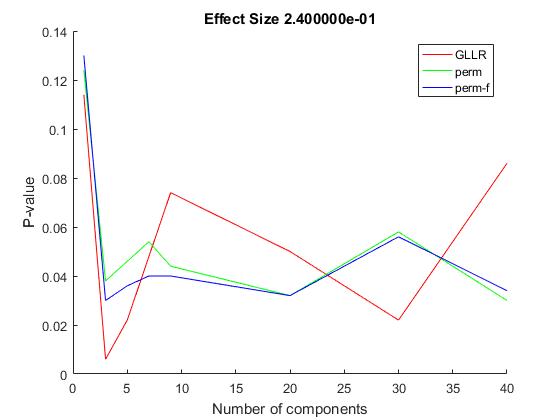 Effect Size 2.400000e-01
0.14
0.12
0.1
0.08
0.06
0.04
0.02
0
P-value
GLLR
perm
perm-f
0 5 10 15 20 25 30 35 40
Number of components